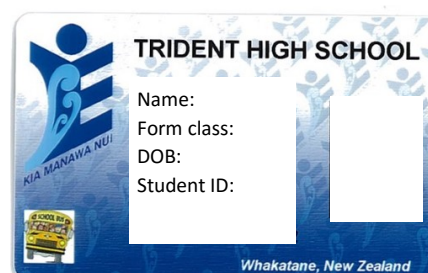 TRIDENT HIGH SCHOOL
Name:
Form class:
DOB:
Student ID:
KIA MANAWA NUI
SCHOOL BUS
Whakatane, New Zealand